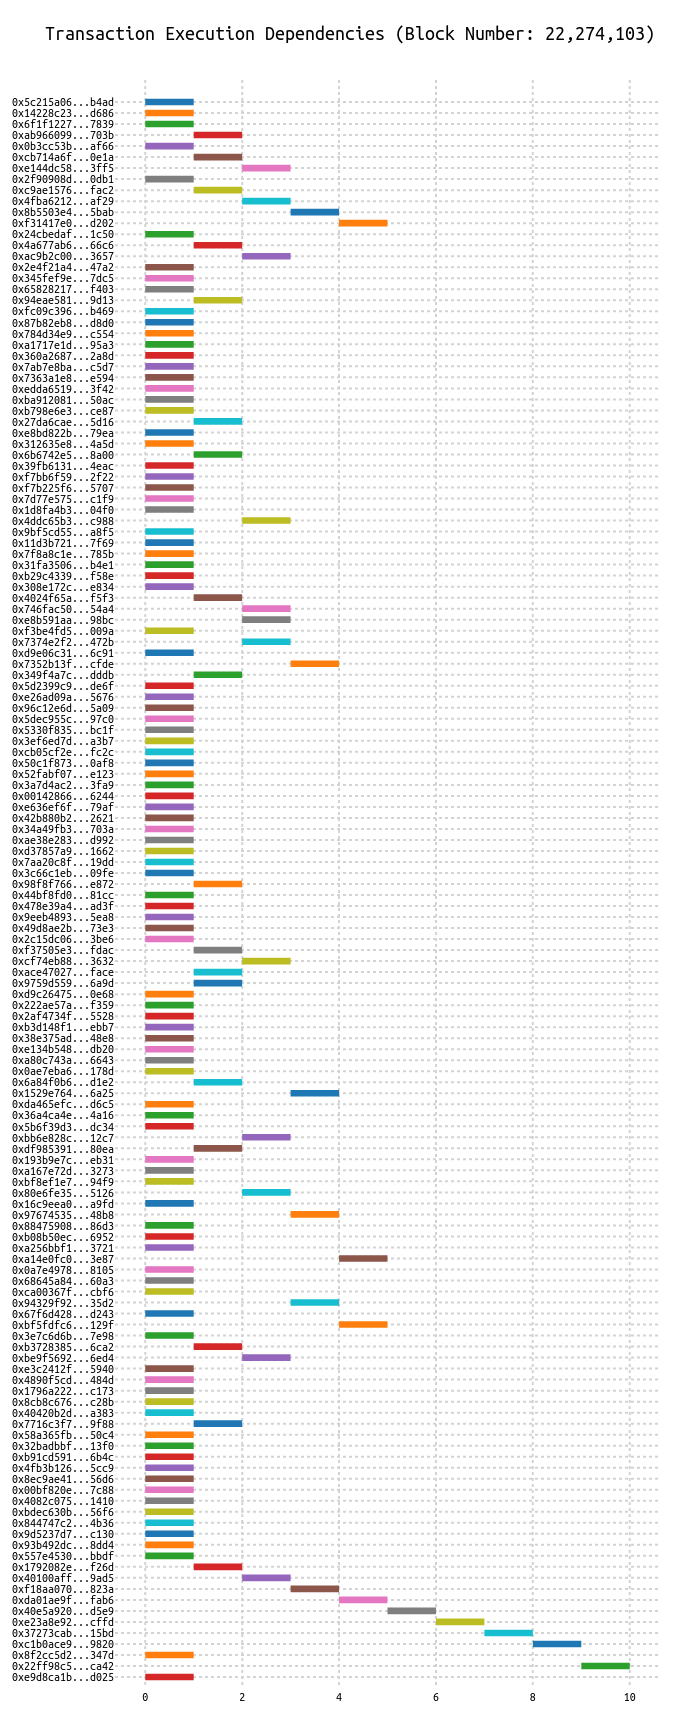 Transaction Execution Dependencies (Block Number: 22,274,103)
0x5c215a06...b4ad
0x14228c23...d686
0x6f1f1227...7839
0xab966099...703b
0x0b3cc53b...af66
0xcb714a6f...0e1a
0xe144dc58...3ff5
0x2f90908d...0db1
0xc9ae1576...fac2
0x4fba6212...af29
0x8b5503e4...5bab
0xf31417e0...d202
0x24cbedaf...1c50
0x4a677ab6...66c6
0xac9b2c00...3657
0x2e4f21a4...47a2
0x345fef9e...7dc5
0x65828217...f403
0x94eae581...9d13
0xfc09c396...b469
0x87b82eb8...d8d0
0x784d34e9...c554
0xa1717e1d...95a3
0x360a2687...2a8d
0x7ab7e8ba...c5d7
0x7363a1e8...e594
0xedda6519...3f42
0xba912081...50ac
0xb798e6e3...ce87
0x27da6cae...5d16
0xe8bd822b...79ea
0x312635e8...4a5d
0x6b6742e5...8a00
0x39fb6131...4eac
0xf7bb6f59...2f22
0xf7b225f6...5707
0x7d77e575...c1f9
0x1d8fa4b3...04f0
0x4ddc65b3...c988
0x9bf5cd55...a8f5
0x11d3b721...7f69
0x7f8a8c1e...785b
0x31fa3506...b4e1
0xb29c4339...f58e
0x308e172c...e834
0x4024f65a...f5f3
0x746fac50...54a4
0xe8b591aa...98bc
0xf3be4fd5...009a
0x7374e2f2...472b
0xd9e06c31...6c91
0x7352b13f...cfde
0x349f4a7c...dddb
0x5d2399c9...de6f
0xe26ad09a...5676
0x96c12e6d...5a09
0x5dec955c...97c0
0x5330f835...bc1f
0x3ef6ed7d...a3b7
0xcb05cf2e...fc2c
0x50c1f873...0af8
0x52fabf07...e123
0x3a7d4ac2...3fa9
0x00142866...6244
0xe636ef6f...79af
0x42b880b2...2621
0x34a49fb3...703a
0xae38e283...d992
0xd37857a9...1662
0x7aa20c8f...19dd
0x3c66c1eb...09fe
0x98f8f766...e872
0x44bf8fd0...81cc
0x478e39a4...ad3f
0x9eeb4893...5ea8
0x49d8ae2b...73e3
0x2c15dc06...3be6
0xf37505e3...fdac
0xcf74eb88...3632
0xace47027...face
0x9759d559...6a9d
0xd9c26475...0e68
0x222ae57a...f359
0x2af4734f...5528
0xb3d148f1...ebb7
0x38e375ad...48e8
0xe134b548...db20
0xa80c743a...6643
0x0ae7eba6...178d
0x6a84f0b6...d1e2
0x1529e764...6a25
0xda465efc...d6c5
0x36a4ca4e...4a16
0x5b6f39d3...dc34
0xbb6e828c...12c7
0xdf985391...80ea
0x193b9e7c...eb31
0xa167e72d...3273
0xbf8ef1e7...94f9
0x80e6fe35...5126
0x16c9eea0...a9fd
0x97674535...48b8
0x88475908...86d3
0xb08b50ec...6952
0xa256bbf1...3721
0xa14e0fc0...3e87
0x0a7e4978...8105
0x68645a84...60a3
0xca00367f...cbf6
0x94329f92...35d2
0x67f6d428...d243
0xbf5fdfc6...129f
0x3e7c6d6b...7e98
0xb3728385...6ca2
0xbe9f5692...6ed4
0xe3c2412f...5940
0x4890f5cd...484d
0x1796a222...c173
0x8cb8c676...c28b
0x40420b2d...a383
0x7716c3f7...9f88
0x58a365fb...50c4
0x32badbbf...13f0
0xb91cd591...6b4c
0x4fb3b126...5cc9
0x8ec9ae41...56d6
0x00bf820e...7c88
0x4082c075...1410
0xbdec630b...56f6
0x844747c2...4b36
0x9d5237d7...c130
0x93b492dc...8dd4
0x557e4530...bbdf
0x1792082e...f26d
0x40100aff...9ad5
0xf18aa070...823a
0xda01ae9f...fab6
0x40e5a920...d5e9
0xe23a8e92...cffd
0x37273cab...15bd
0xc1b0ace9...9820
0x8f2cc5d2...347d
0x22ff98c5...ca42
0xe9d8ca1b...d025
0 2 4 6 8 10